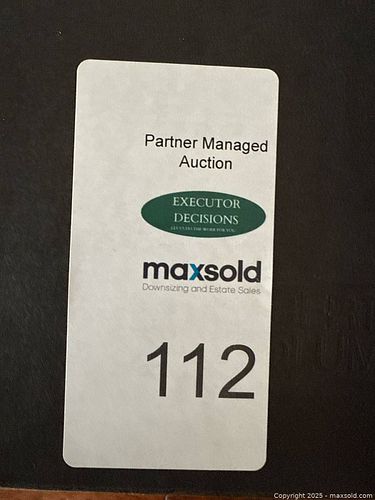 Partner Managed
Auction
EXECUTOR
DECISIONS
maxsold
Downsizing and Estate Sales
112
Copyright © 2025 - maxsold.com